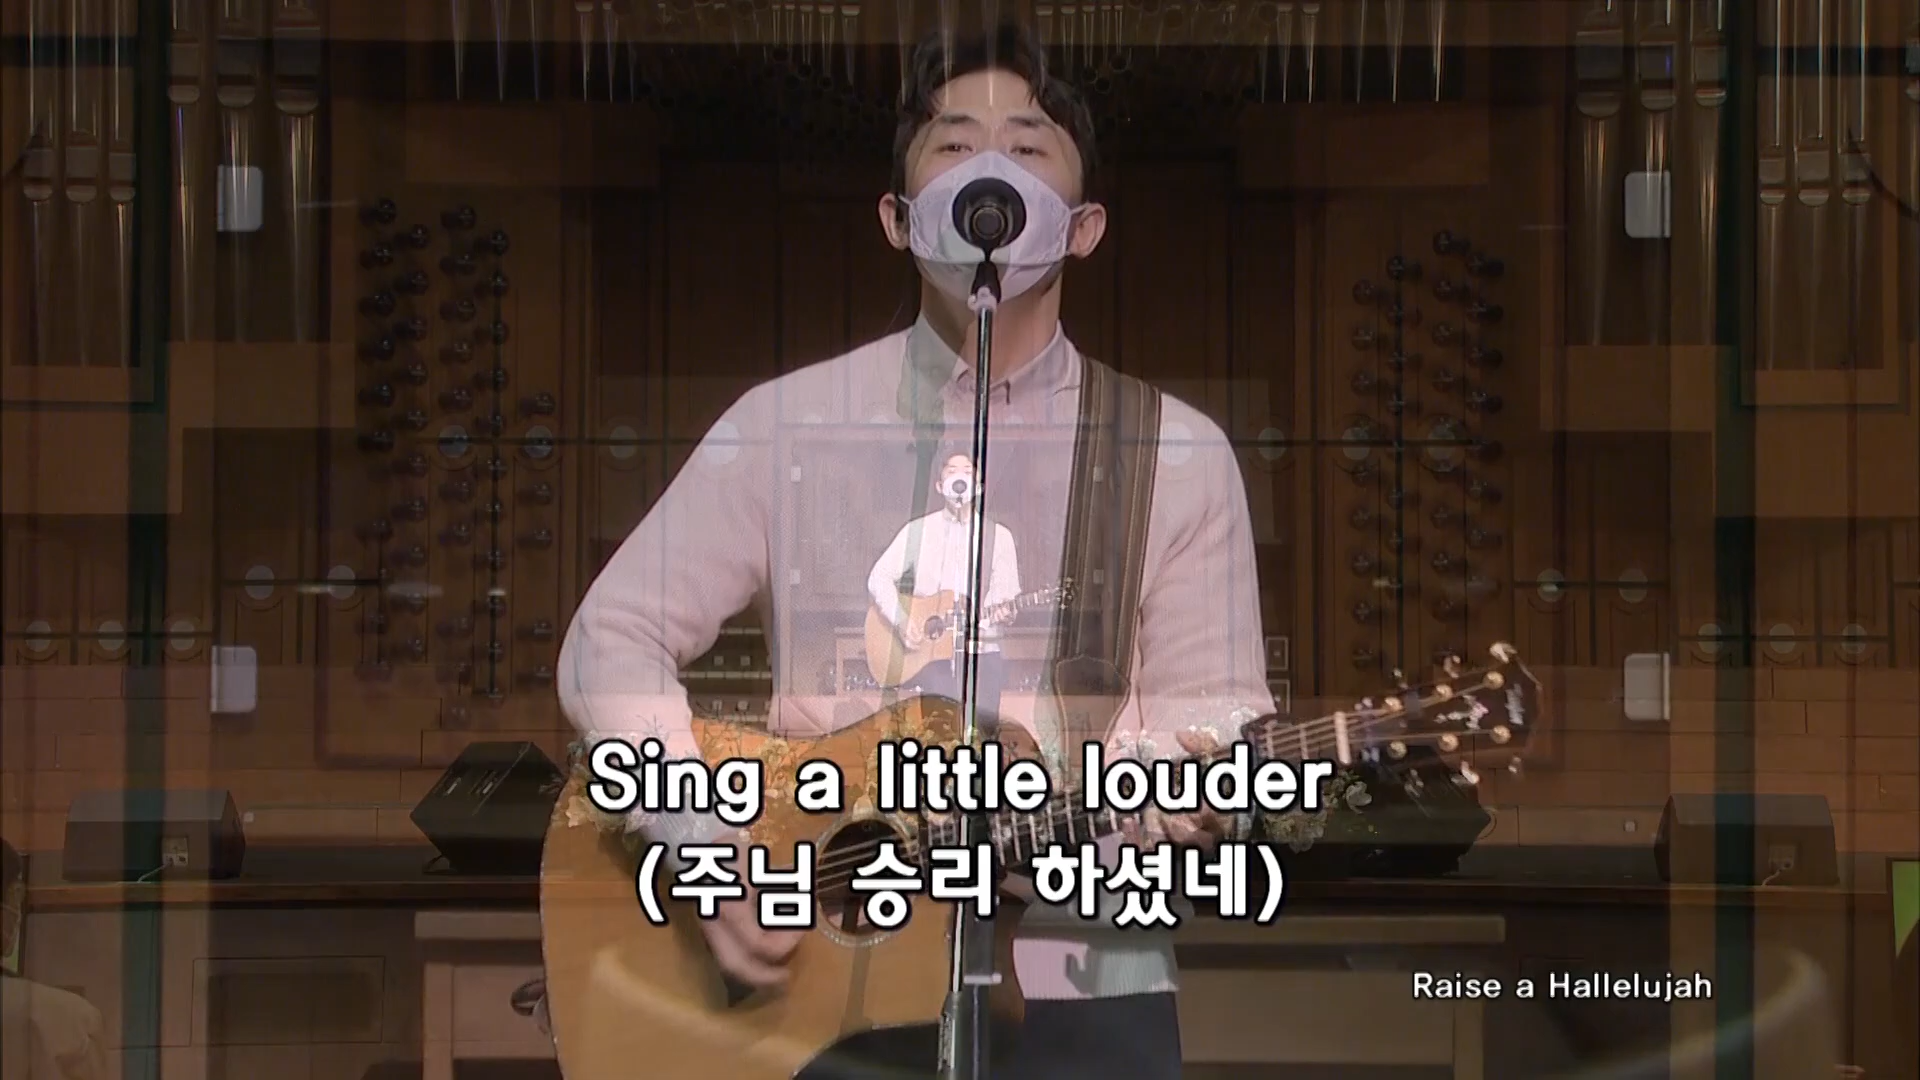 Sing a little louder
(주님 승리 하셨네)
Raise a Hallelujah